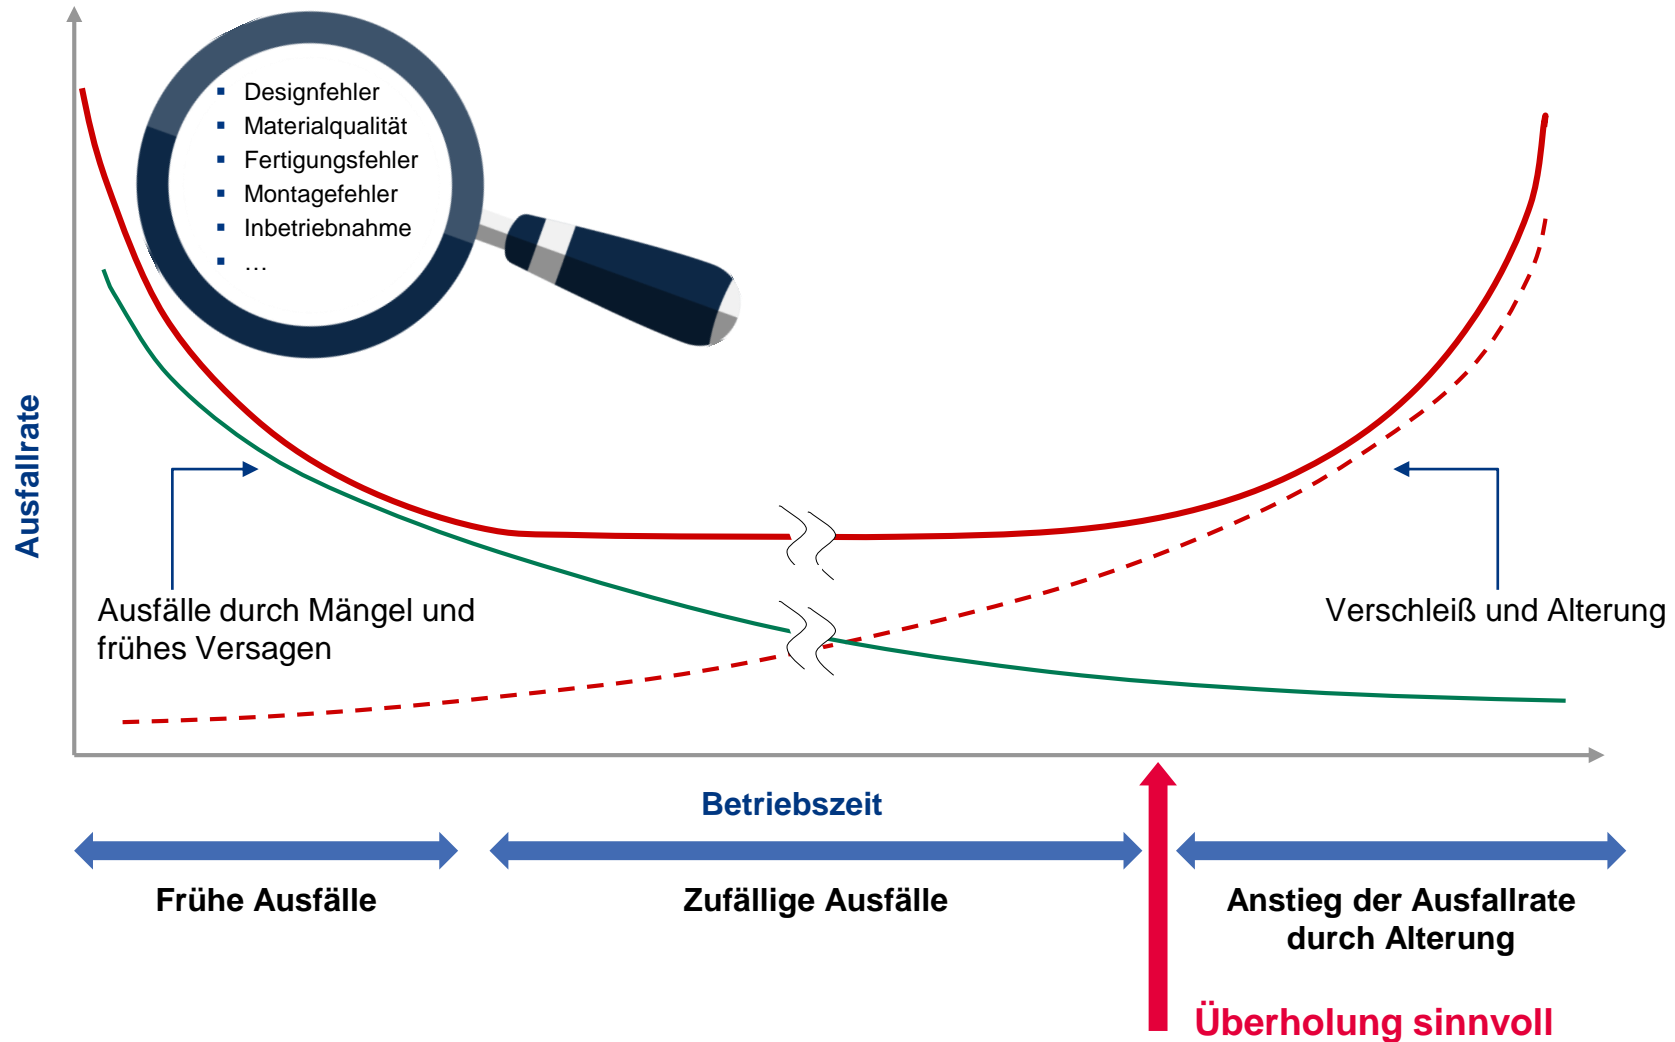 Designfehler
Materialqualität
Fertigungsfehler
Montagefehler
Inbetriebnahme
…
Ausfallrate
Ausfälle durch Mängel und
frühes Versagen
Verschleiß und Alterung
Betriebszeit
Frühe Ausfälle
Zufällige Ausfälle
Anstieg der Ausfallrate
durch Alterung
Überholung sinnvoll